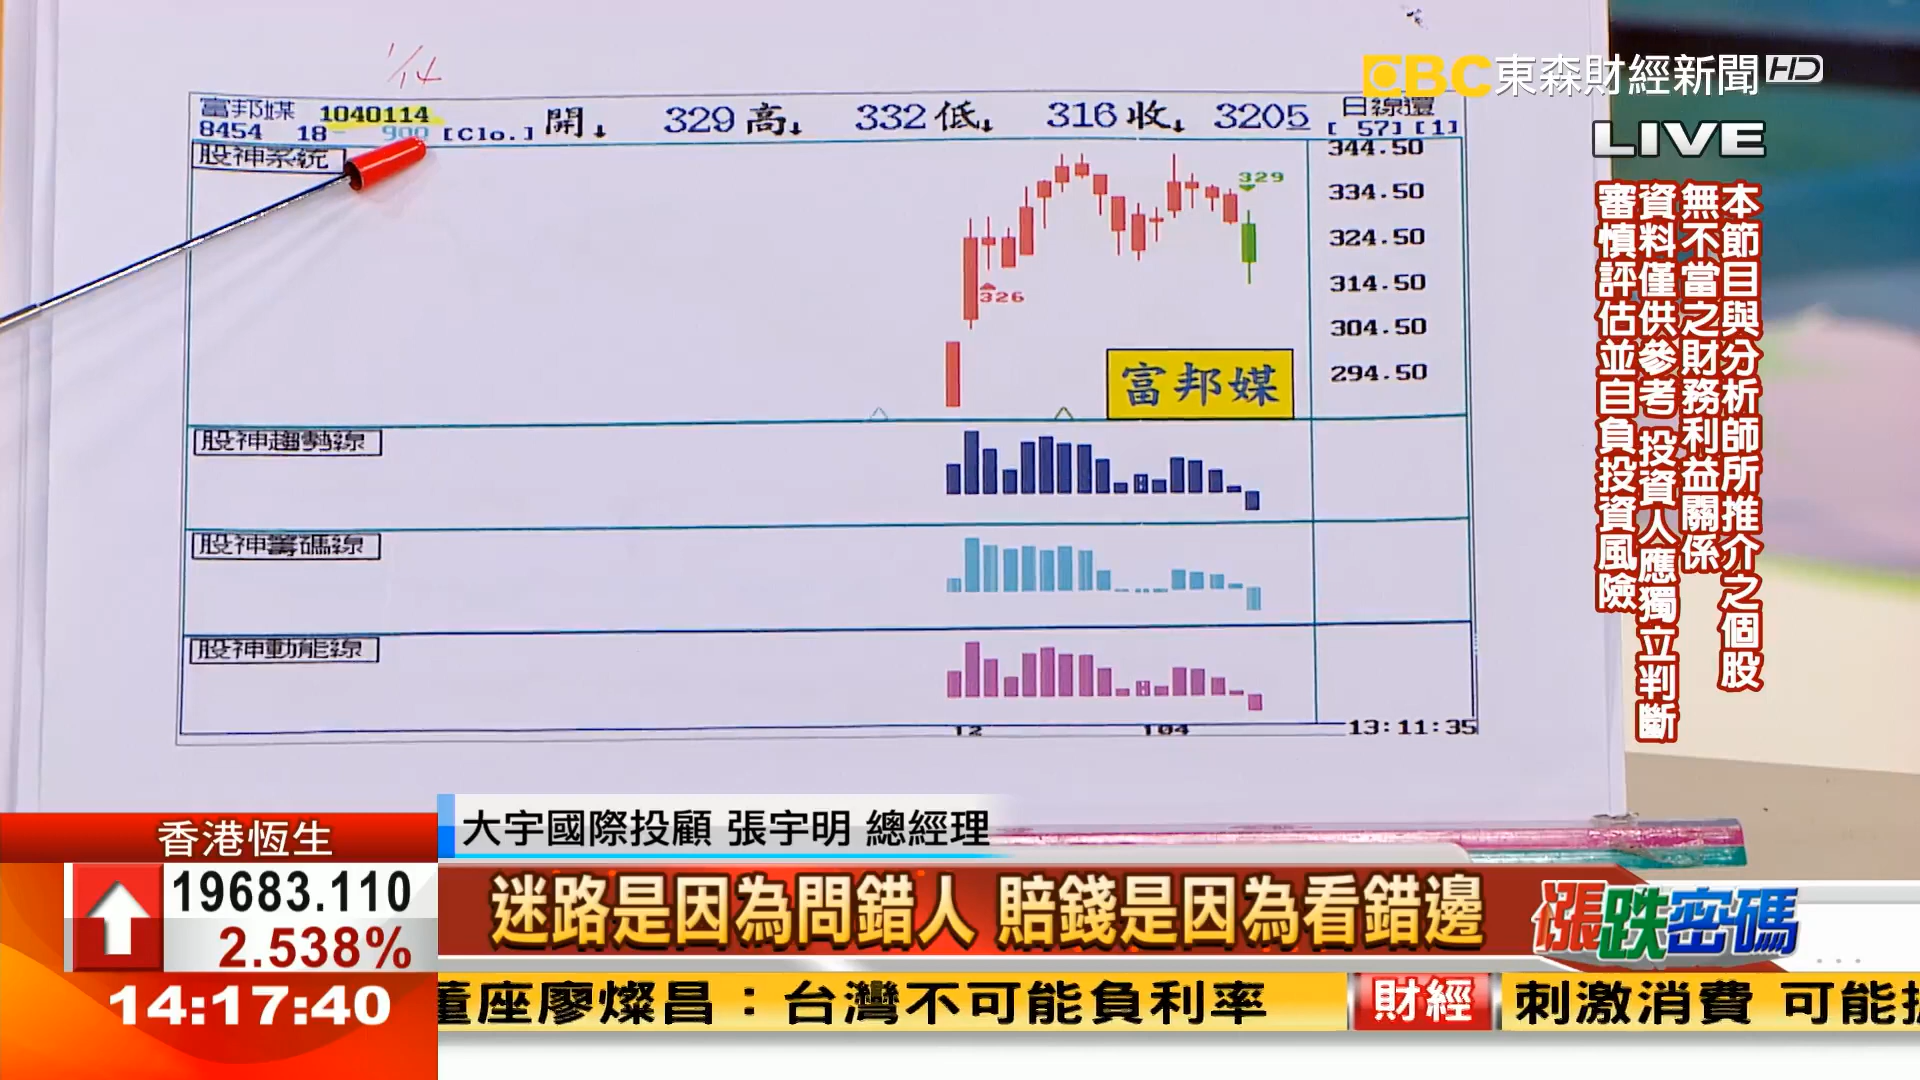 1/14
富邦媒 1040114 開↓ 329 高↓ 332 低↓ 316 收↓ 3205 日線還
8454 18- 900 [Clo.] [ 57] [1]
股神系統
344.50
334.50
324.50
314.50
304.50
294.50
329
326
富邦媒
股神趨勢線
股神籌碼線
股神動能線
12 104 13:11:35
EBC 東森財經新聞 HD
LIVE
本節目與分析師所推介之個股
無不當之財務利益關係
資料僅供參考 投資人應獨立判斷
審慎評估並自負投資風險
大宇國際投顧 張宇明 總經理
香港恆生
19683.110
2.538%
14:17:40
迷路是因為問錯人 賠錢是因為看錯邊
漲跌密碼
董座廖燦昌：台灣不可能負利率 財經 刺激消費 可能